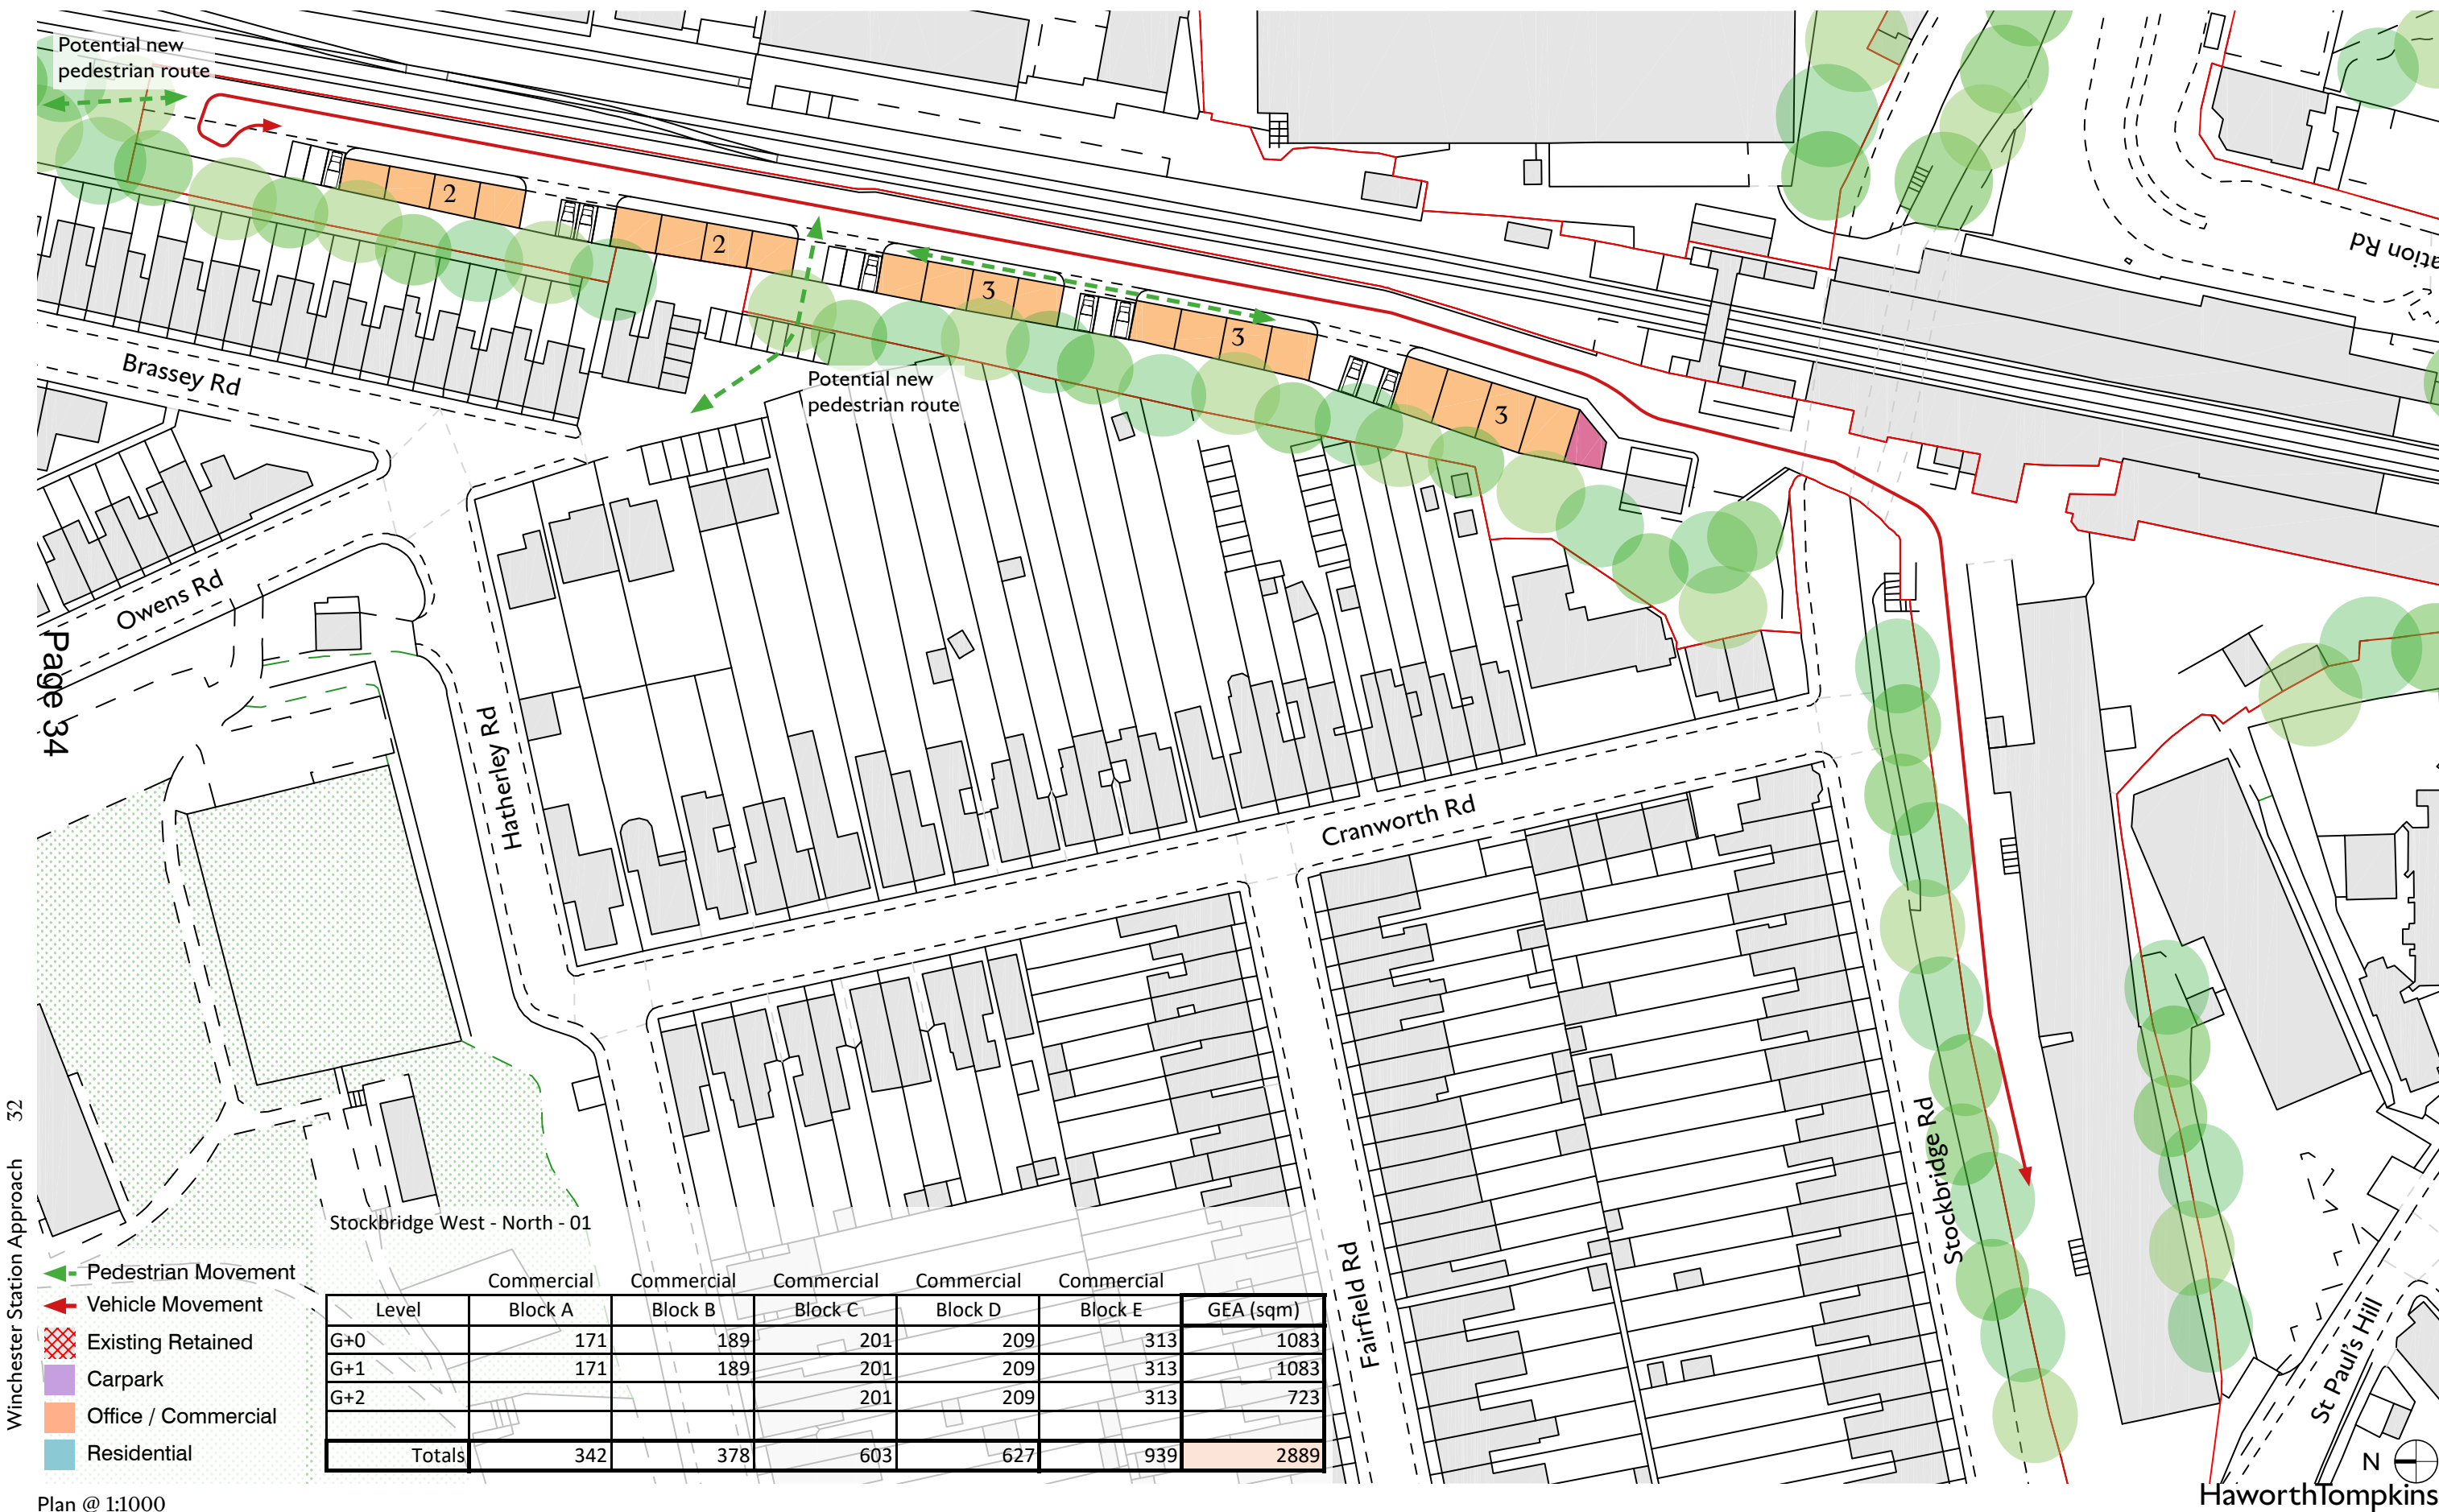 Potential new
pedestrian route
2
2
3
3
3
ation Rd
Potential new
pedestrian route
Brassey Rd
Owens Rd
Hatherley Rd
Cranworth Rd
Fairfield Rd
Stockbridge Rd
St Paul's Hill
Page 34
Winchester Station Approach 32
Stockbridge West - North - 01
Pedestrian Movement
Vehicle Movement
Existing Retained
Carpark
Office / Commercial
Residential
Commercial Commercial Commercial Commercial Commercial
Level Block A Block B Block C Block D Block E GEA (sqm)
G+0 171 189 201 209 313 1083
G+1 171 189 201 209 313 1083
G+2 201 209 313 723
Totals 342 378 603 627 939 2889
N
Plan @ 1:1000
HaworthTompkins